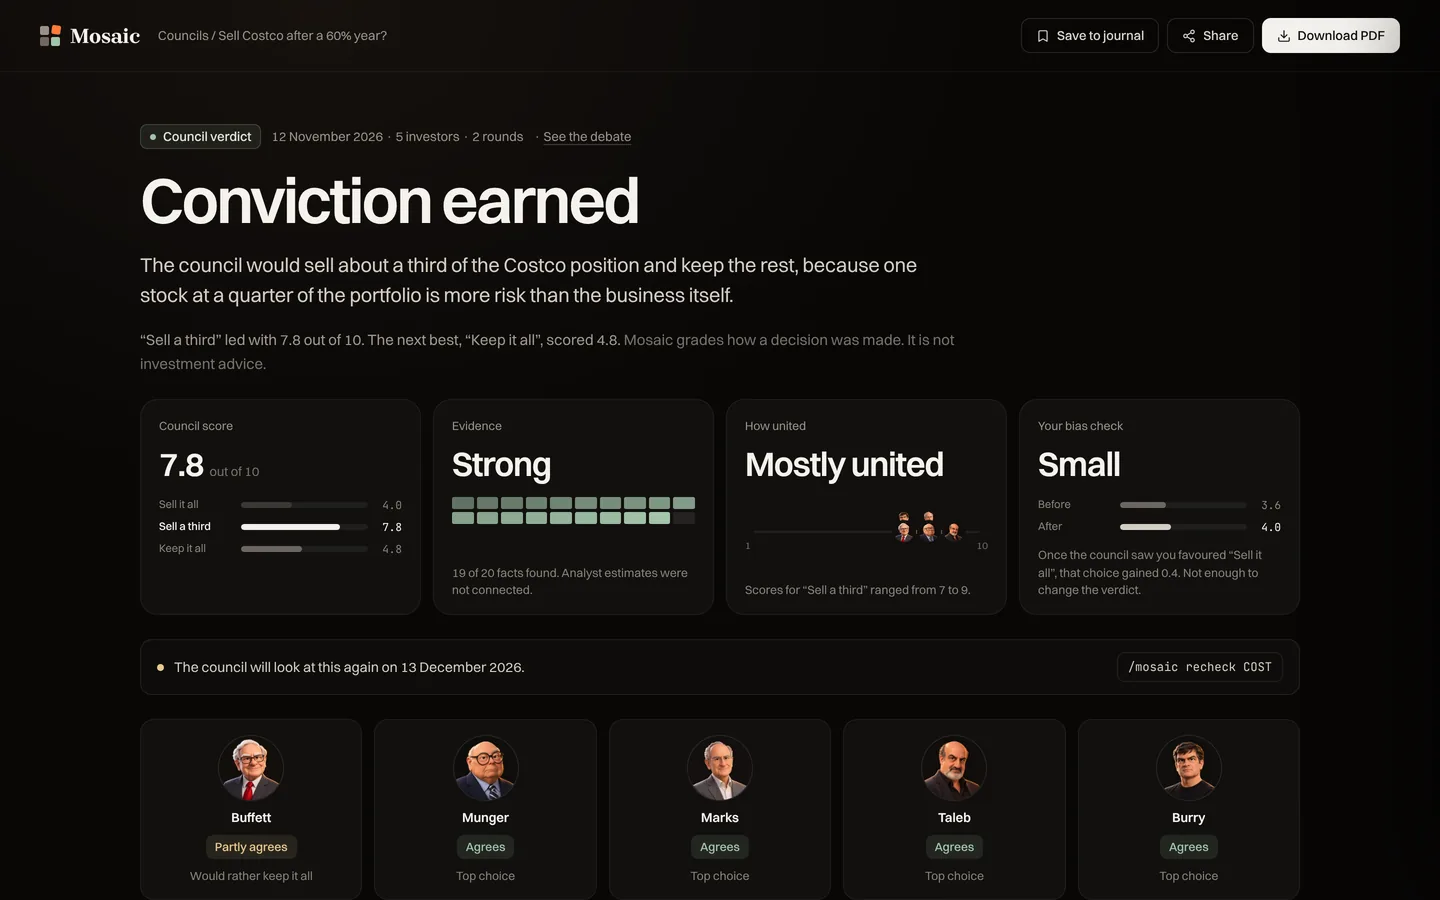 Mosaic
Councils / Sell Costco after a 60% year?
Save to journal
Share
Download PDF
Council verdict
12 November 2026 · 5 investors · 2 rounds · See the debate
Conviction earned
The council would sell about a third of the Costco position and keep the rest, because one
stock at a quarter of the portfolio is more risk than the business itself.
“Sell a third” led with 7.8 out of 10. The next best, “Keep it all”, scored 4.8. Mosaic grades how a decision was made. It is not
investment advice.
Council score
7.8 out of 10
Sell it all 4.0
Sell a third 7.8
Keep it all 4.8
Evidence
Strong
19 of 20 facts found. Analyst estimates were
not connected.
How united
Mostly united
1 10
Scores for “Sell a third” ranged from 7 to 9.
Your bias check
Small
Before 3.6
After 4.0
Once the council saw you favoured “Sell it
all”, that choice gained 0.4. Not enough to
change the verdict.
The council will look at this again on 13 December 2026.
/mosaic recheck COST
Buffett
Partly agrees
Would rather keep it all
Munger
Agrees
Top choice
Marks
Agrees
Top choice
Taleb
Agrees
Top choice
Burry
Agrees
Top choice